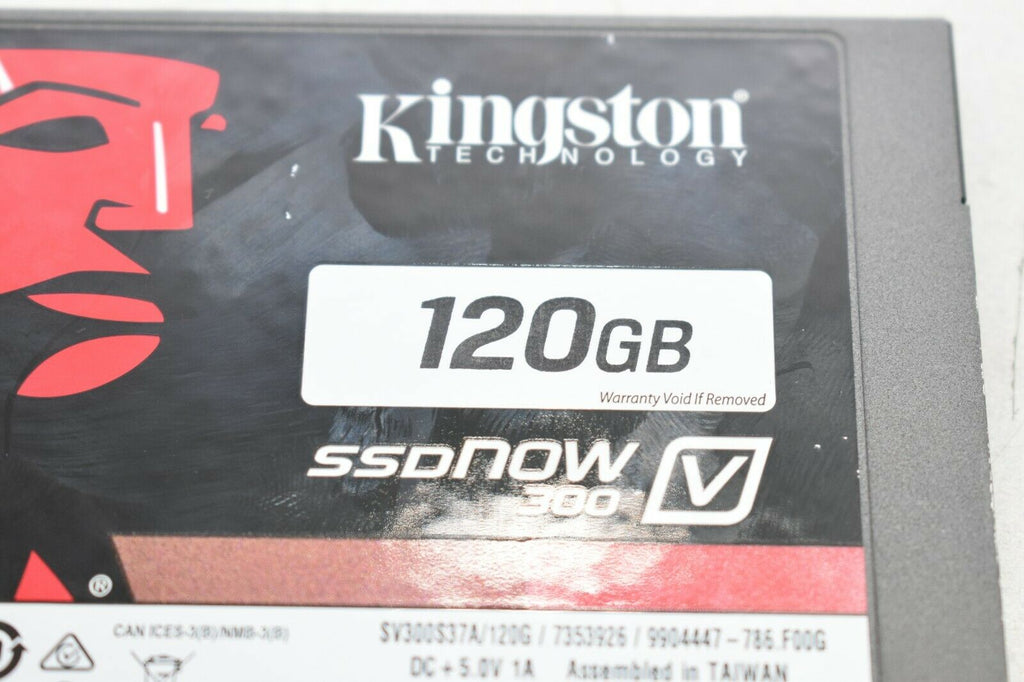 Kingston®
TECHNOLOGY
120GB
Warranty Void If Removed
SSDNOW
300
V
®
CAN ICES-3(B)/NMB-3(B)
SV300S37A/120G / 7353926 / 9904447-786.F00G
DC +5.0V 1A Assembled in TAIWAN